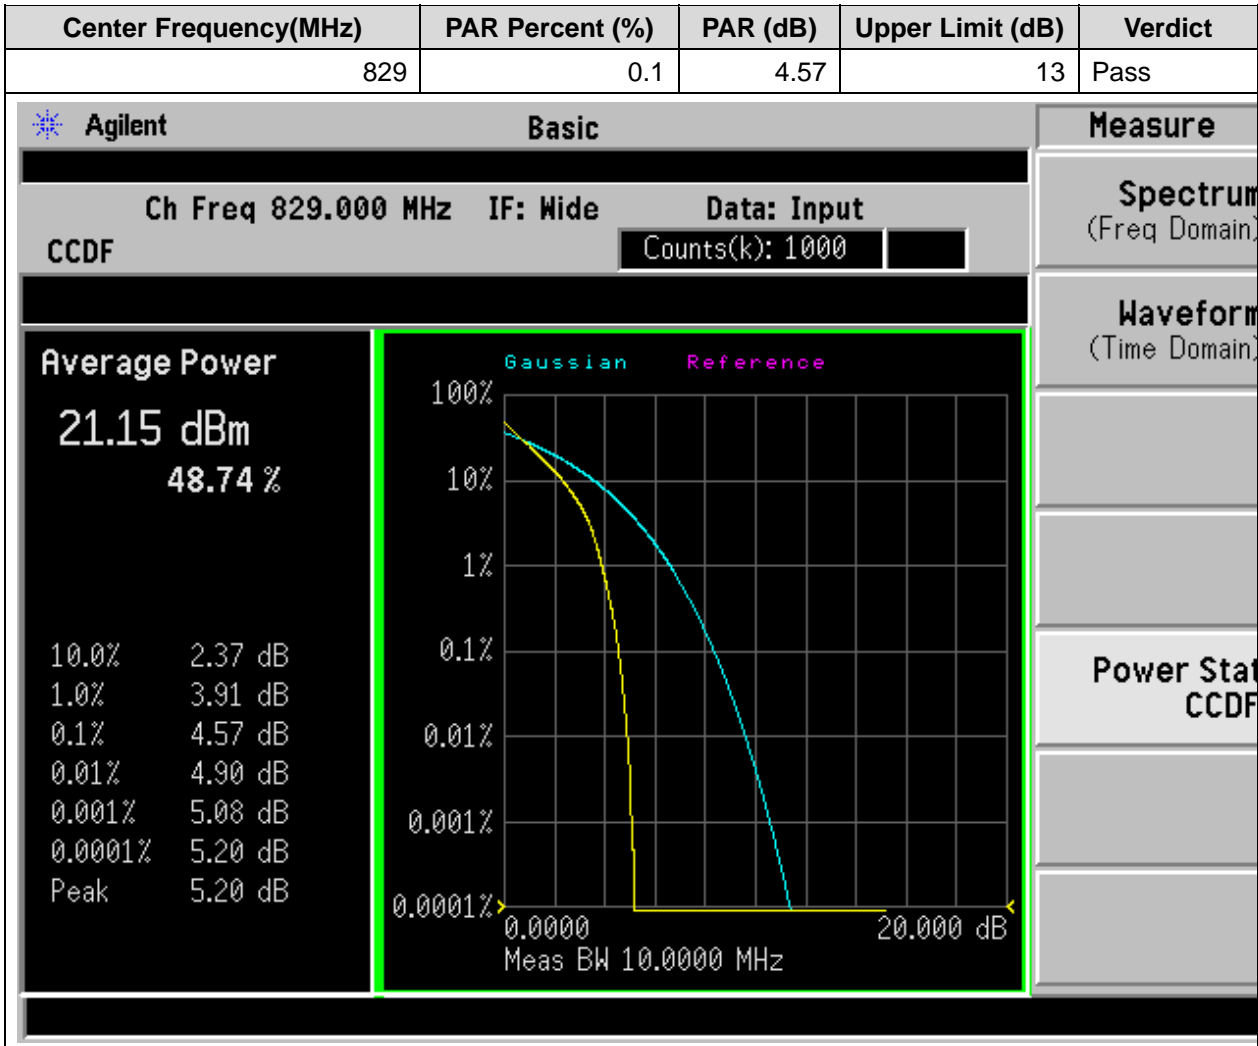 Center Frequency(MHz) PAR Percent (%) PAR (dB) Upper Limit (dB) Verdict
829 0.1 4.57 13 Pass
Agilent Basic Measure
Ch Freq 829.000 MHz IF: Wide Data: Input
CCDF Counts(k): 1000
Spectrum
(Freq Domain)
Waveform
(Time Domain)
Power Stat
CCDF
Average Power
21.15 dBm
48.74 %
10.0% 2.37 dB
1.0% 3.91 dB
0.1% 4.57 dB
0.01% 4.90 dB
0.001% 5.08 dB
0.0001% 5.20 dB
Peak 5.20 dB
Gaussian Reference
100%
10%
1%
0.1%
0.01%
0.001%
0.0001%
0.0000 20.000 dB
Meas BW 10.0000 MHz